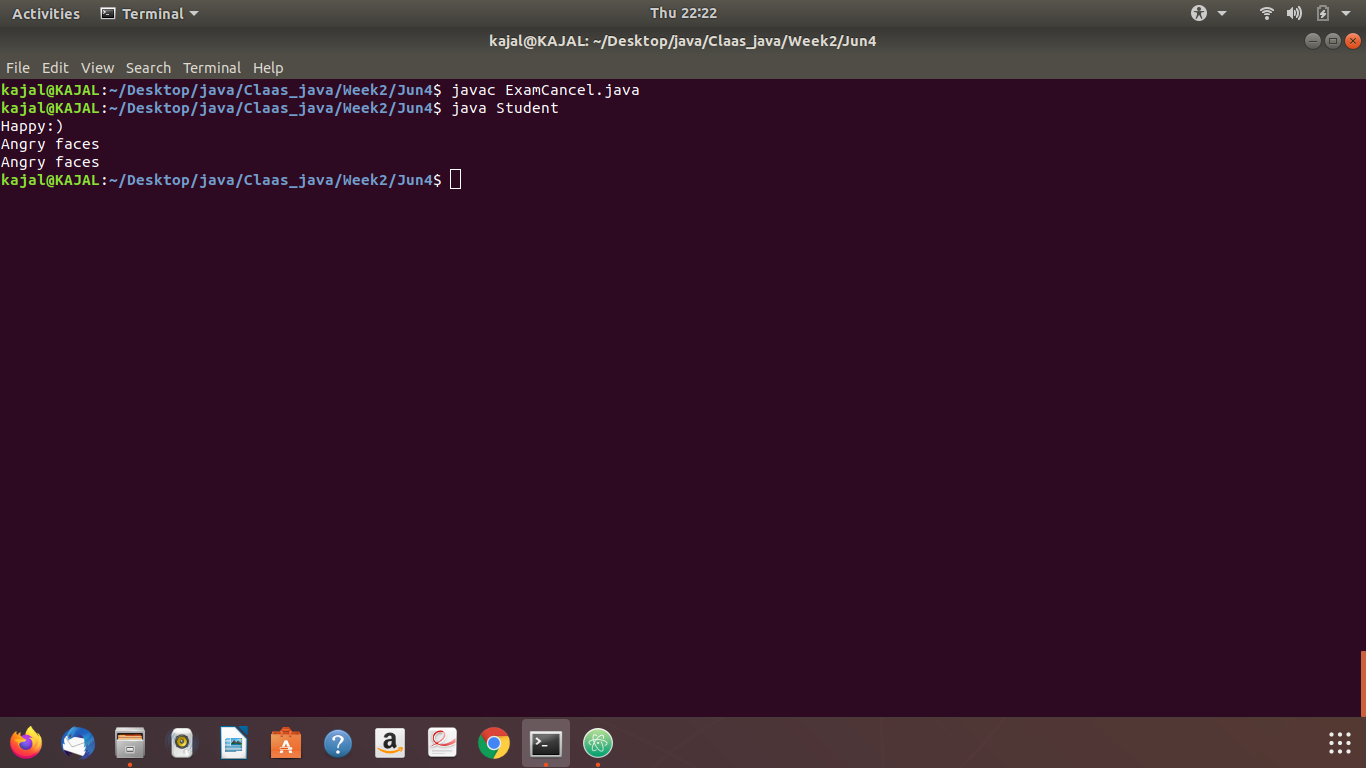 Activities Terminal Thu 22:22
kajal@KAJAL: ~/Desktop/java/Claas_java/Week2/Jun4
File Edit View Search Terminal Help
kajal@KAJAL:~/Desktop/java/Claas_java/Week2/Jun4$ javac ExamCancel.java
kajal@KAJAL:~/Desktop/java/Claas_java/Week2/Jun4$ java Student
Happy:)
Angry faces
Angry faces
kajal@KAJAL:~/Desktop/java/Claas_java/Week2/Jun4$